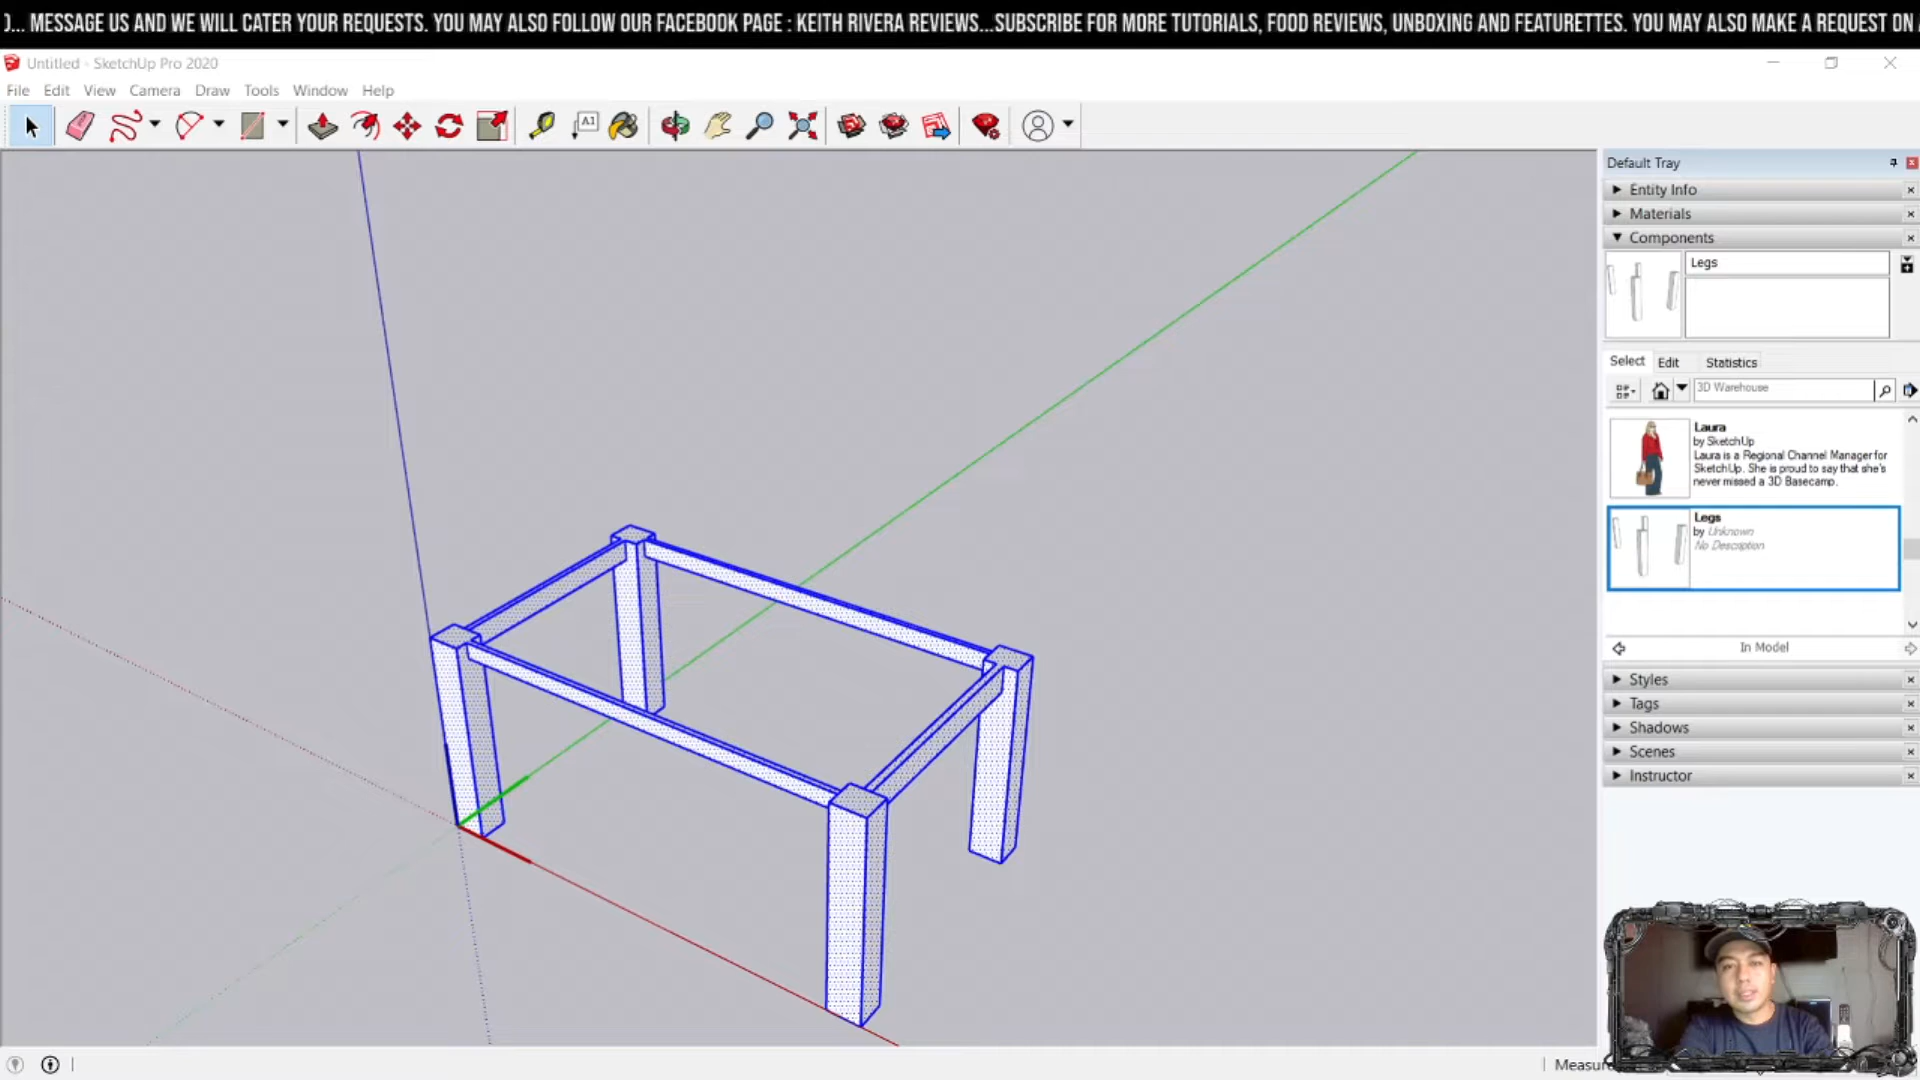 )... MESSAGE US AND WE WILL CATER YOUR REQUESTS. YOU MAY ALSO FOLLOW OUR FACEBOOK PAGE : KEITH RIVERA REVIEWS...SUBSCRIBE FOR MORE TUTORIALS, FOOD REVIEWS, UNBOXING AND FEATURETTES. YOU MAY ALSO MAKE A REQUEST ON
Untitled - SketchUp Pro 2020
File Edit View Camera Draw Tools Window Help
A1
Default Tray
Entity Info
Materials
Components
Legs
Select Edit Statistics
3D Warehouse
Laura
by SketchUp
Laura is a Regional Channel Manager for
SketchUp. She is proud to say that she's
never missed a 3D Basecamp.
Legs
by Unknown
No Description
In Model
Styles
Tags
Shadows
Scenes
Instructor